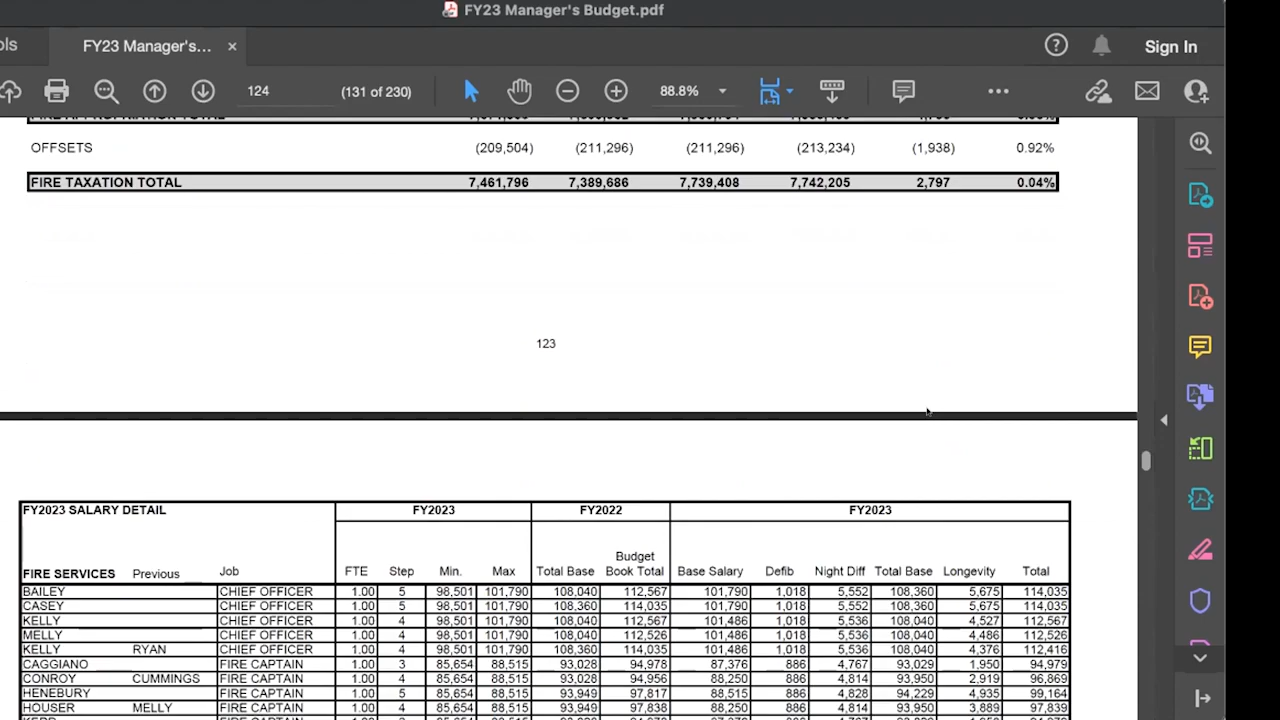 FY23 Manager's Budget.pdf
ols FY23 Manager's... × Sign In
124 (131 of 230) 88.8%
OFFSETS (209,504) (211,296) (211,296) (213,234) (1,938) 0.92%
FIRE TAXATION TOTAL 7,461,796 7,389,686 7,739,408 7,742,205 2,797 0.04%
123
FY2023 SALARY DETAIL FY2023 FY2022 FY2023
Budget
FIRE SERVICES Previous Job FTE Step Min. Max Total Base Book Total Base Salary Defib Night Diff Total Base Longevity Total
BAILEY CHIEF OFFICER 1.00 5 98,501 101,790 108,040 112,567 101,790 1,018 5,552 108,360 5,675 114,035
CASEY CHIEF OFFICER 1.00 5 98,501 101,790 108,360 114,035 101,790 1,018 5,552 108,360 5,675 114,035
KELLY CHIEF OFFICER 1.00 4 98,501 101,790 108,040 112,567 101,486 1,018 5,536 108,040 4,527 112,567
MELLY CHIEF OFFICER 1.00 4 98,501 101,790 108,040 112,526 101,486 1,018 5,536 108,040 4,486 112,526
KELLY RYAN CHIEF OFFICER 1.00 4 98,501 101,790 108,360 114,035 101,486 1,018 5,536 108,040 4,376 112,416
CAGGIANO FIRE CAPTAIN 1.00 3 85,654 88,515 93,028 94,978 87,376 886 4,767 93,029 1,950 94,979
CONROY CUMMINGS FIRE CAPTAIN 1.00 4 85,654 88,515 93,028 94,956 88,250 886 4,814 93,950 2,919 96,869
HENEBURY FIRE CAPTAIN 1.00 5 85,654 88,515 93,949 97,817 88,515 886 4,828 94,229 4,935 99,164
HOUSER MELLY FIRE CAPTAIN 1.00 4 85,654 88,515 93,949 97,838 88,250 886 4,814 93,950 3,889 97,839